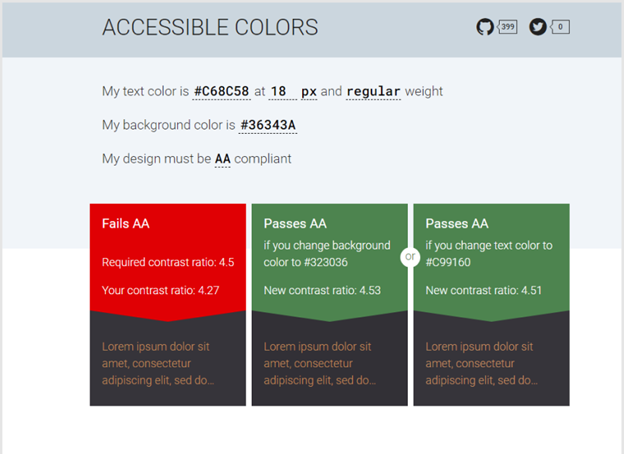 ACCESSIBLE COLORS
399
0
My text color is #C68C58 at 18 px and regular weight
My background color is #36343A
My design must be AA compliant
Fails AA
Required contrast ratio: 4.5
Your contrast ratio: 4.27
Lorem ipsum dolor sit
amet, consectetur
adipiscing elit, sed do...
Passes AA
if you change background
color to #323036
New contrast ratio: 4.53
Lorem ipsum dolor sit
amet, consectetur
adipiscing elit, sed do...
or
Passes AA
if you change text color to
#C99160
New contrast ratio: 4.51
Lorem ipsum dolor sit
amet, consectetur
adipiscing elit, sed do...